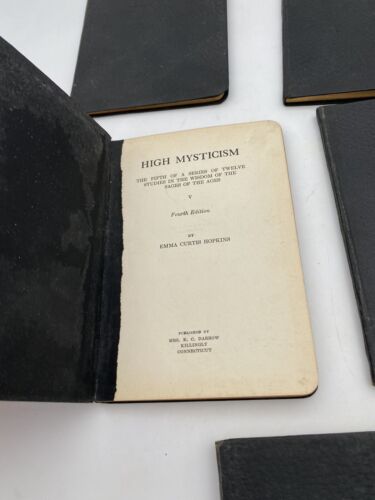 HIGH MYSTICISM
THE FIFTH OF A SERIES OF TWELVE
STUDIES IN THE WISDOM OF THE
SAGES OF THE AGES
V
Fourth Edition
BY
EMMA CURTIS HOPKINS
PUBLISHED BY
MRS. E. C. DARROW
KILLINGLY
CONNECTICUT